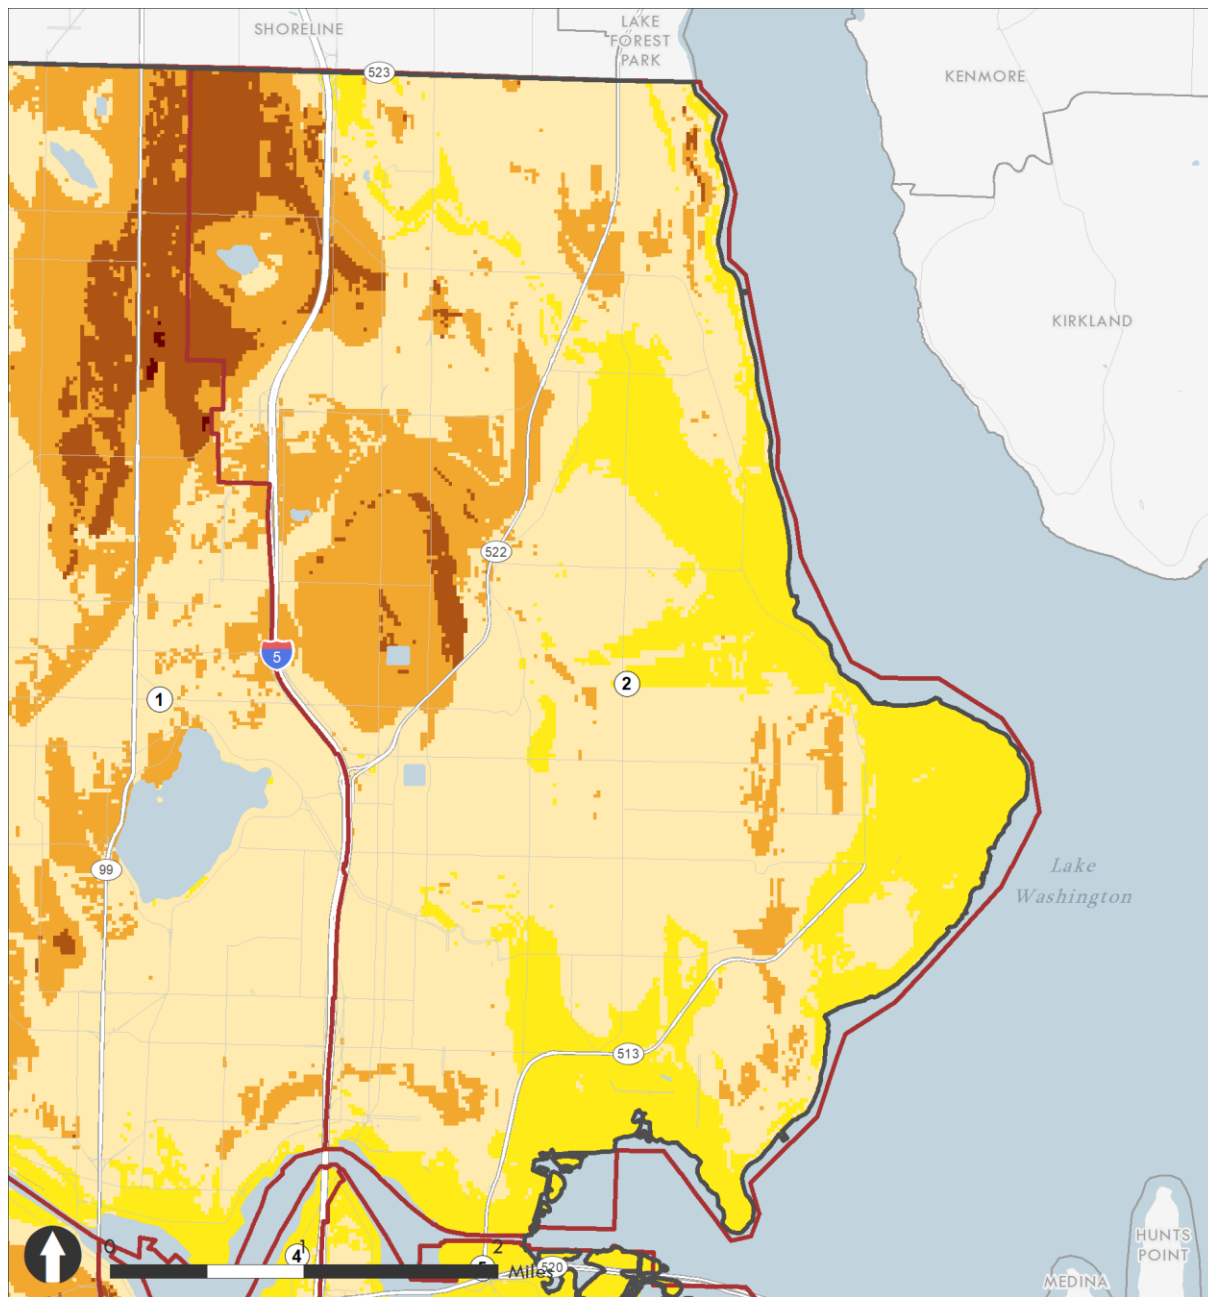 SHORELINE
LAKE
FOREST
PARK
523
KENMORE
KIRKLAND
522
5
1
2
99
Lake
Washington
513
HUNTS
POINT
0
1
2
4
5
520
Miles
MEDINA